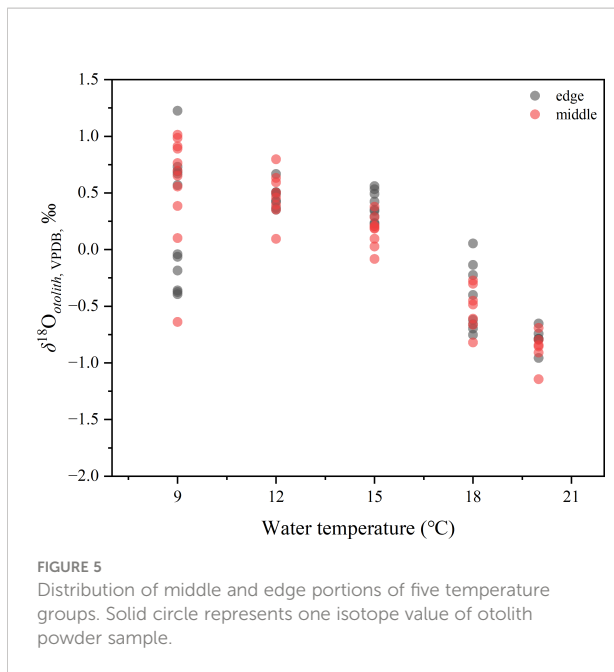 1.5
1.0
0.5
0.0
−0.5
−1.0
−1.5
−2.0
δ¹⁸Oₒₜₒₗᵢₜₕ, VPDB, ‰
edge
middle
9 12 15 18 21
Water temperature (℃)
FIGURE 5
Distribution of middle and edge portions of five temperature
groups. Solid circle represents one isotope value of otolith
powder sample.